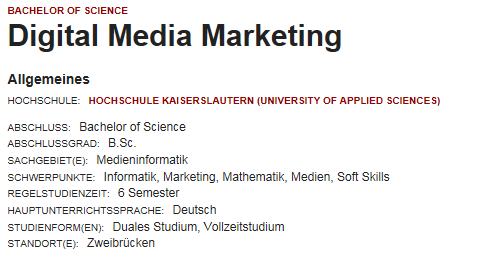 BACHELOR OF SCIENCE
Digital Media Marketing
Allgemeines
HOCHSCHULE: HOCHSCHULE KAISERSLAUTERN (UNIVERSITY OF APPLIED SCIENCES)
ABSCHLUSS: Bachelor of Science
ABSCHLUSSGRAD: B.Sc.
SACHGEBIET(E): Medieninformatik
SCHWERPUNKTE: Informatik, Marketing, Mathematik, Medien, Soft Skills
REGELSTUDIENZEIT: 6 Semester
HAUPTUNTERRICHTSSPRACHE: Deutsch
STUDIENFORM(EN): Duales Studium, Vollzeitstudium
STANDORT(E): Zweibrücken